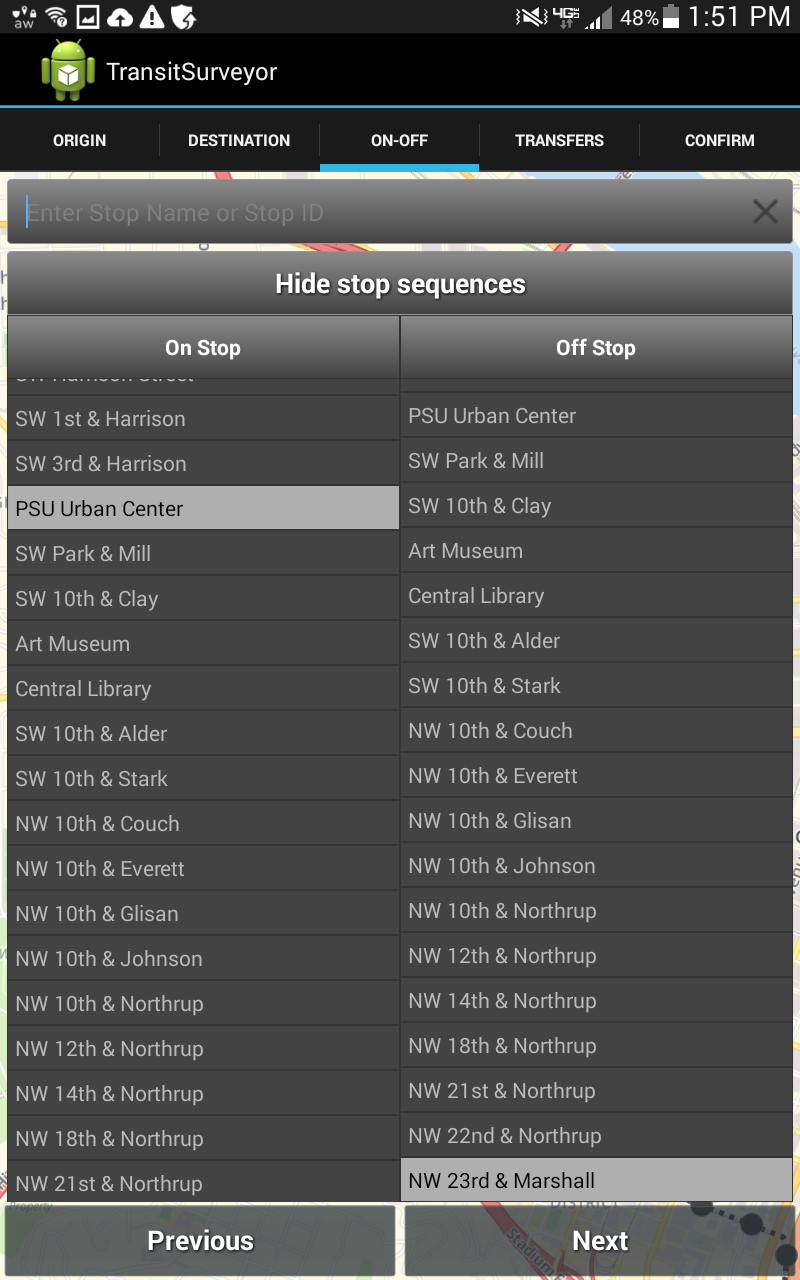 aw 4G 48% 1:51 PM
TransitSurveyor
ORIGIN DESTINATION ON-OFF TRANSFERS CONFIRM
Enter Stop Name or Stop ID
Hide stop sequences
On Stop Off Stop
SW Harrison Street
SW 1st & Harrison
SW 3rd & Harrison
PSU Urban Center
SW Park & Mill
SW 10th & Clay
Art Museum
Central Library
SW 10th & Alder
SW 10th & Stark
NW 10th & Couch
NW 10th & Everett
NW 10th & Glisan
NW 10th & Johnson
NW 10th & Northrup
NW 12th & Northrup
NW 14th & Northrup
NW 18th & Northrup
NW 21st & Northrup
PSU Urban Center
SW Park & Mill
SW 10th & Clay
Art Museum
Central Library
SW 10th & Alder
SW 10th & Stark
NW 10th & Couch
NW 10th & Everett
NW 10th & Glisan
NW 10th & Johnson
NW 10th & Northrup
NW 12th & Northrup
NW 14th & Northrup
NW 18th & Northrup
NW 21st & Northrup
NW 22nd & Northrup
NW 23rd & Marshall
Property
DISTRICT
Stadium
Previous Next